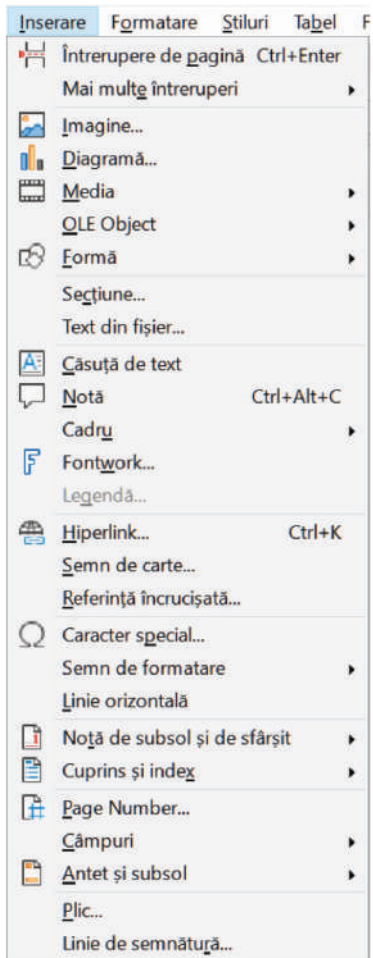 Inserare Formatare Stiluri Tabel F
Întrerupere de pagină Ctrl+Enter
Mai multe întreruperi
Imagine...
Diagramă...
Media
OLE Object
Formă
Secțiune...
Text din fișier...
Căsuță de text
Notă Ctrl+Alt+C
Cadru
Fontwork...
Legendă...
Hiperlink... Ctrl+K
Semn de carte...
Referință încrucișată...
Caracter special...
Semn de formatare
Linie orizontală
Notă de subsol și de sfârșit
Cuprins și index
Page Number...
Câmpuri
Antet și subsol
Plic...
Linie de semnătură...